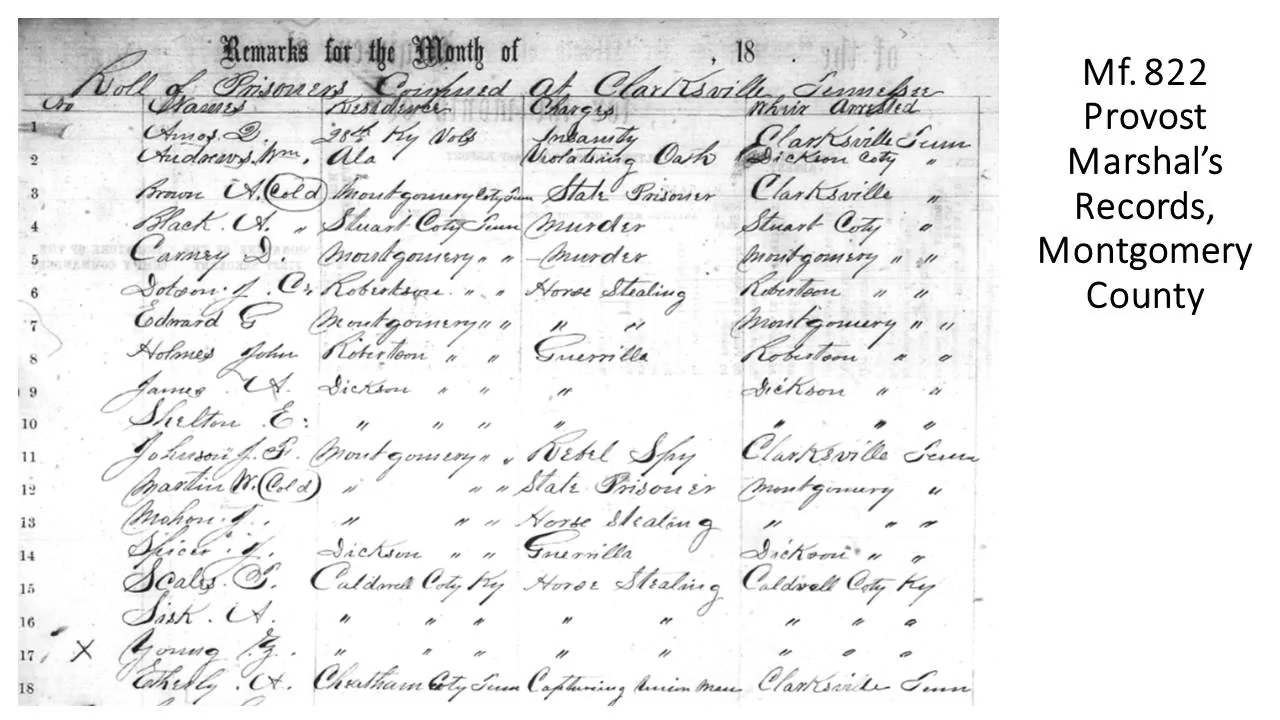 Remarks for the Month of , 18 .
Roll of Prisoners Confined at Clarksville Tennessee
No Names Residence Charges Where Arrested
1 Amos D. 28th Ky Vols Insanity Clarksville Tenn
2 Andrews Wm, Ala Violating Oath Dickson Coty "
3 Brown A. (Cold) Montgomery Coty Tenn State Prisoner Clarksville "
4 Black A. " Stuart Coty Tenn Murder Stuart Coty "
5 Carney D. Montgomery " " Murder Montgomery " "
6 Dotson J. C. Robertson " " Horse Stealing Robertson " "
7 Edward G Montgomery " " " " Montgomery " "
8 Holmes John Robertson " " Guerrilla Robertson " "
9 James A. Dickson " " " Dickson " "
10 Shelton E. " " " " " " "
11 Johnson J. F. Montgomery " " Rebel Spy Clarksville Tenn
12 Martin W. (Cold) " " " State Prisoner Montgomery "
13 Mahon J. " " " Horse Stealing " " "
14 Spicer J. Dickson " " Guerrilla Dickson " "
15 Scales Caldwell Coty Ky Horse Stealing Caldwell Coty Ky
16 Sisk A. " " " " " " " "
17 X Young " " " " " " " "
18 Etherly A. Cheatham Coty Tenn Capturing Union Man Clarksville Tenn
Mf. 822
Provost
Marshal’s
Records,
Montgomery
County